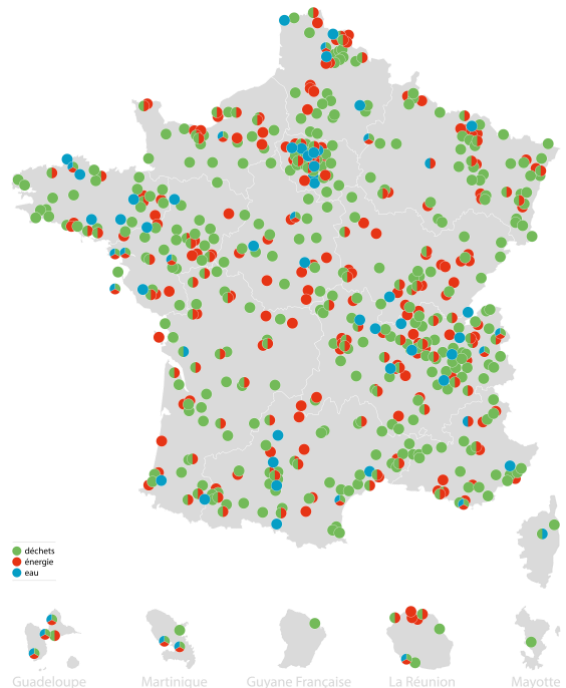 déchets
énergie
eau
Guadeloupe
Martinique
Guyane Française
La Réunion
Mayotte